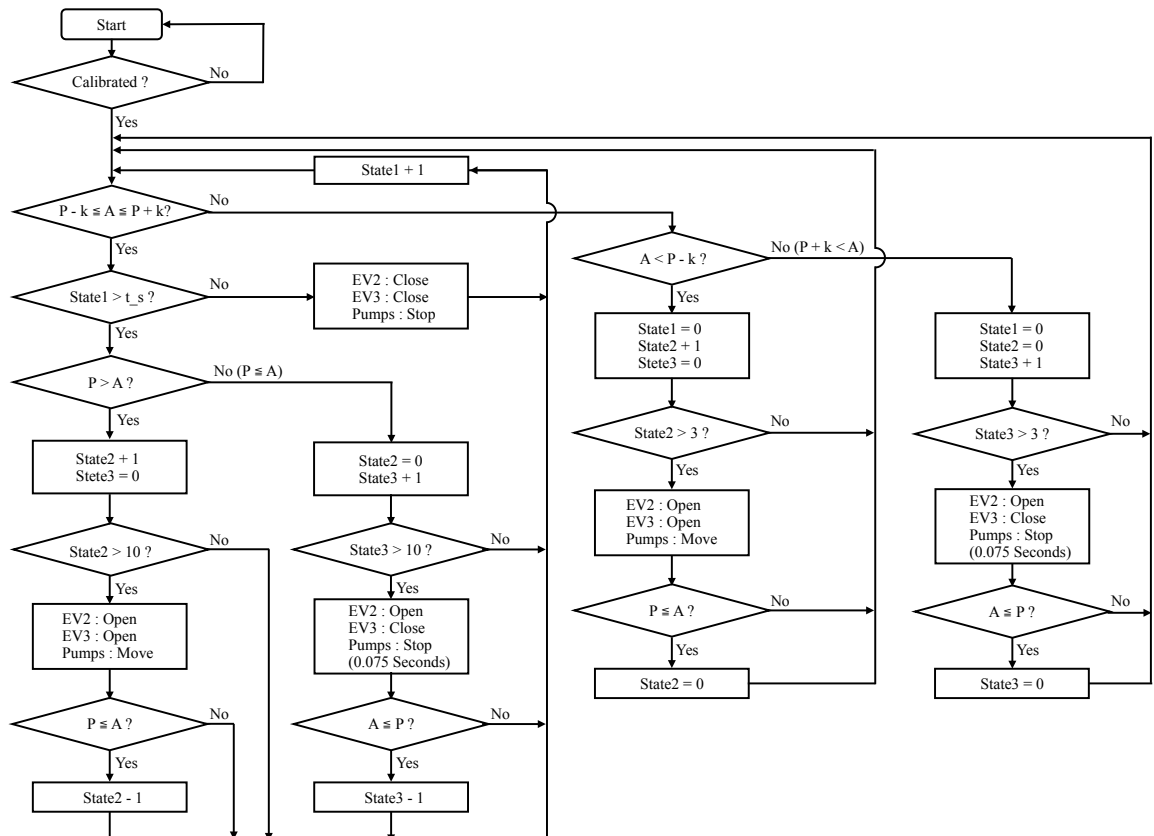 Start
Calibrated ?
No
Yes
State1 + 1
P - k ≦ A ≦ P + k?
No
Yes
State1 > t_s ?
No
Yes
EV2 : Close
EV3 : Close
Pumps : Stop
P > A ?
No (P ≦ A)
Yes
State2 + 1
Stete3 = 0
State2 = 0
State3 + 1
State2 > 10 ?
No
Yes
State3 > 10 ?
No
Yes
EV2 : Open
EV3 : Open
Pumps : Move
EV2 : Open
EV3 : Close
Pumps : Stop
(0.075 Seconds)
P ≦ A ?
No
Yes
A ≦ P ?
No
Yes
State2 - 1
State3 - 1
A < P - k ?
No (P + k < A)
Yes
State1 = 0
State2 + 1
Stete3 = 0
State2 > 3 ?
No
Yes
EV2 : Open
EV3 : Open
Pumps : Move
P ≦ A ?
No
Yes
State2 = 0
State1 = 0
State2 = 0
State3 + 1
State3 > 3 ?
No
Yes
EV2 : Open
EV3 : Close
Pumps : Stop
(0.075 Seconds)
A ≦ P ?
No
Yes
State3 = 0